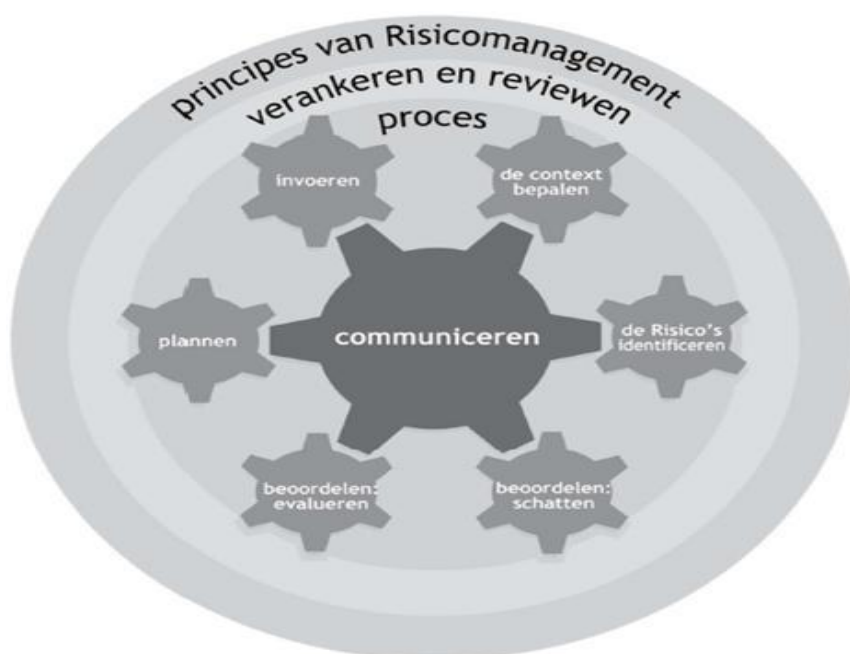 principes van Risicomanagement
verankeren en reviewen
proces
invoeren
de context
bepalen
plannen
communiceren
de Risico's
identificeren
beoordelen:
evalueren
beoordelen:
schatten